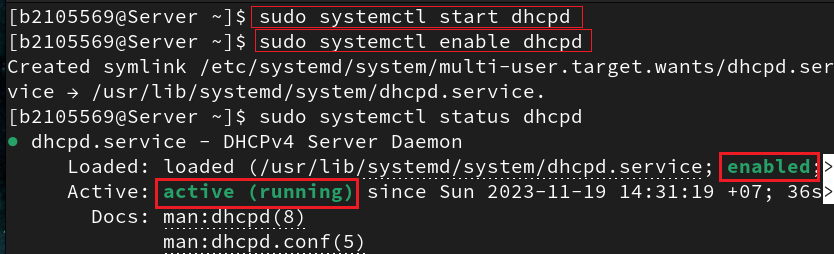 [b2105569@Server ~]$ sudo systemctl start dhcpd
[b2105569@Server ~]$ sudo systemctl enable dhcpd
Created symlink /etc/systemd/system/multi-user.target.wants/dhcpd.ser
vice → /usr/lib/systemd/system/dhcpd.service.
[b2105569@Server ~]$ sudo systemctl status dhcpd
● dhcpd.service - DHCPv4 Server Daemon
Loaded: loaded (/usr/lib/systemd/system/dhcpd.service; enabled;>
Active: active (running) since Sun 2023-11-19 14:31:19 +07; 36s>
Docs: man:dhcpd(8)
man:dhcpd.conf(5)